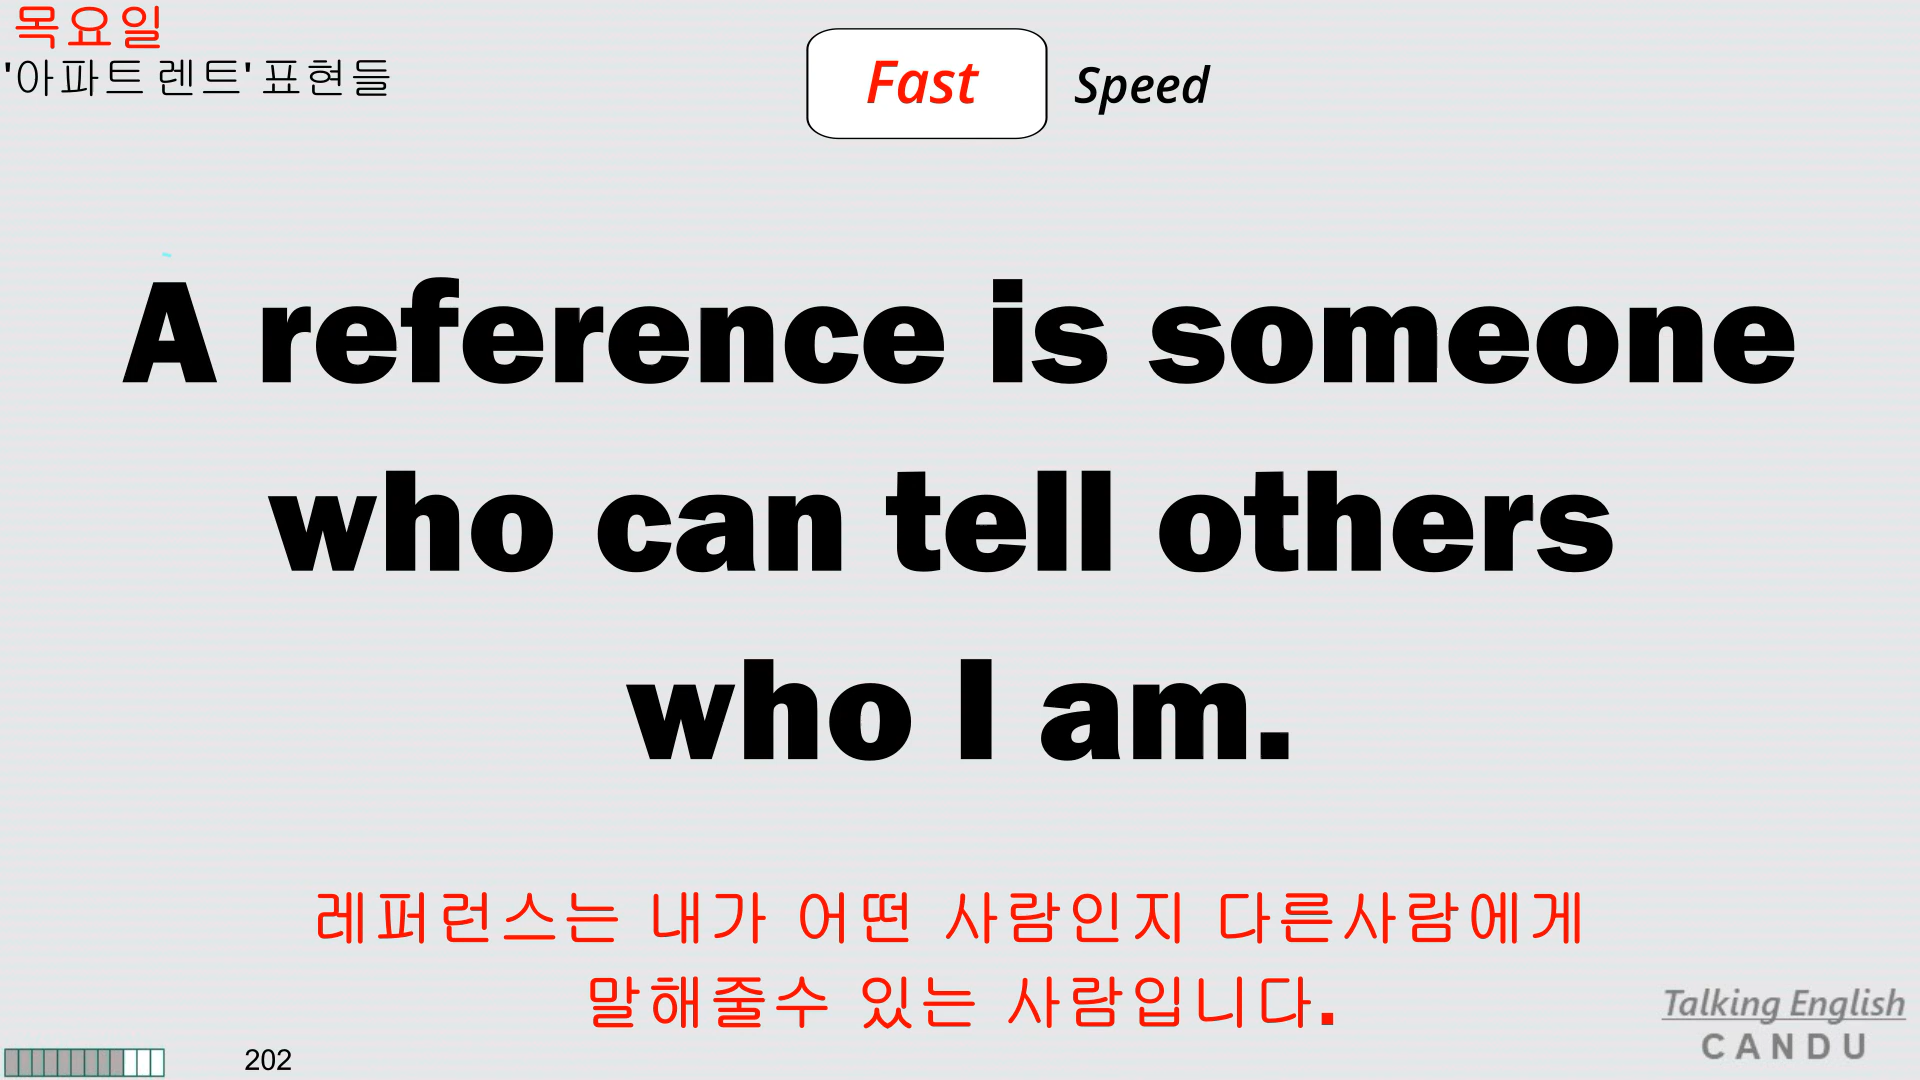 목요일
'아파트 렌트' 표현들
Fast Speed
A reference is someone
who can tell others
who I am.
레퍼런스는 내가 어떤 사람인지 다른사람에게
말해줄수 있는 사람입니다.
Talking English
CANDU
202